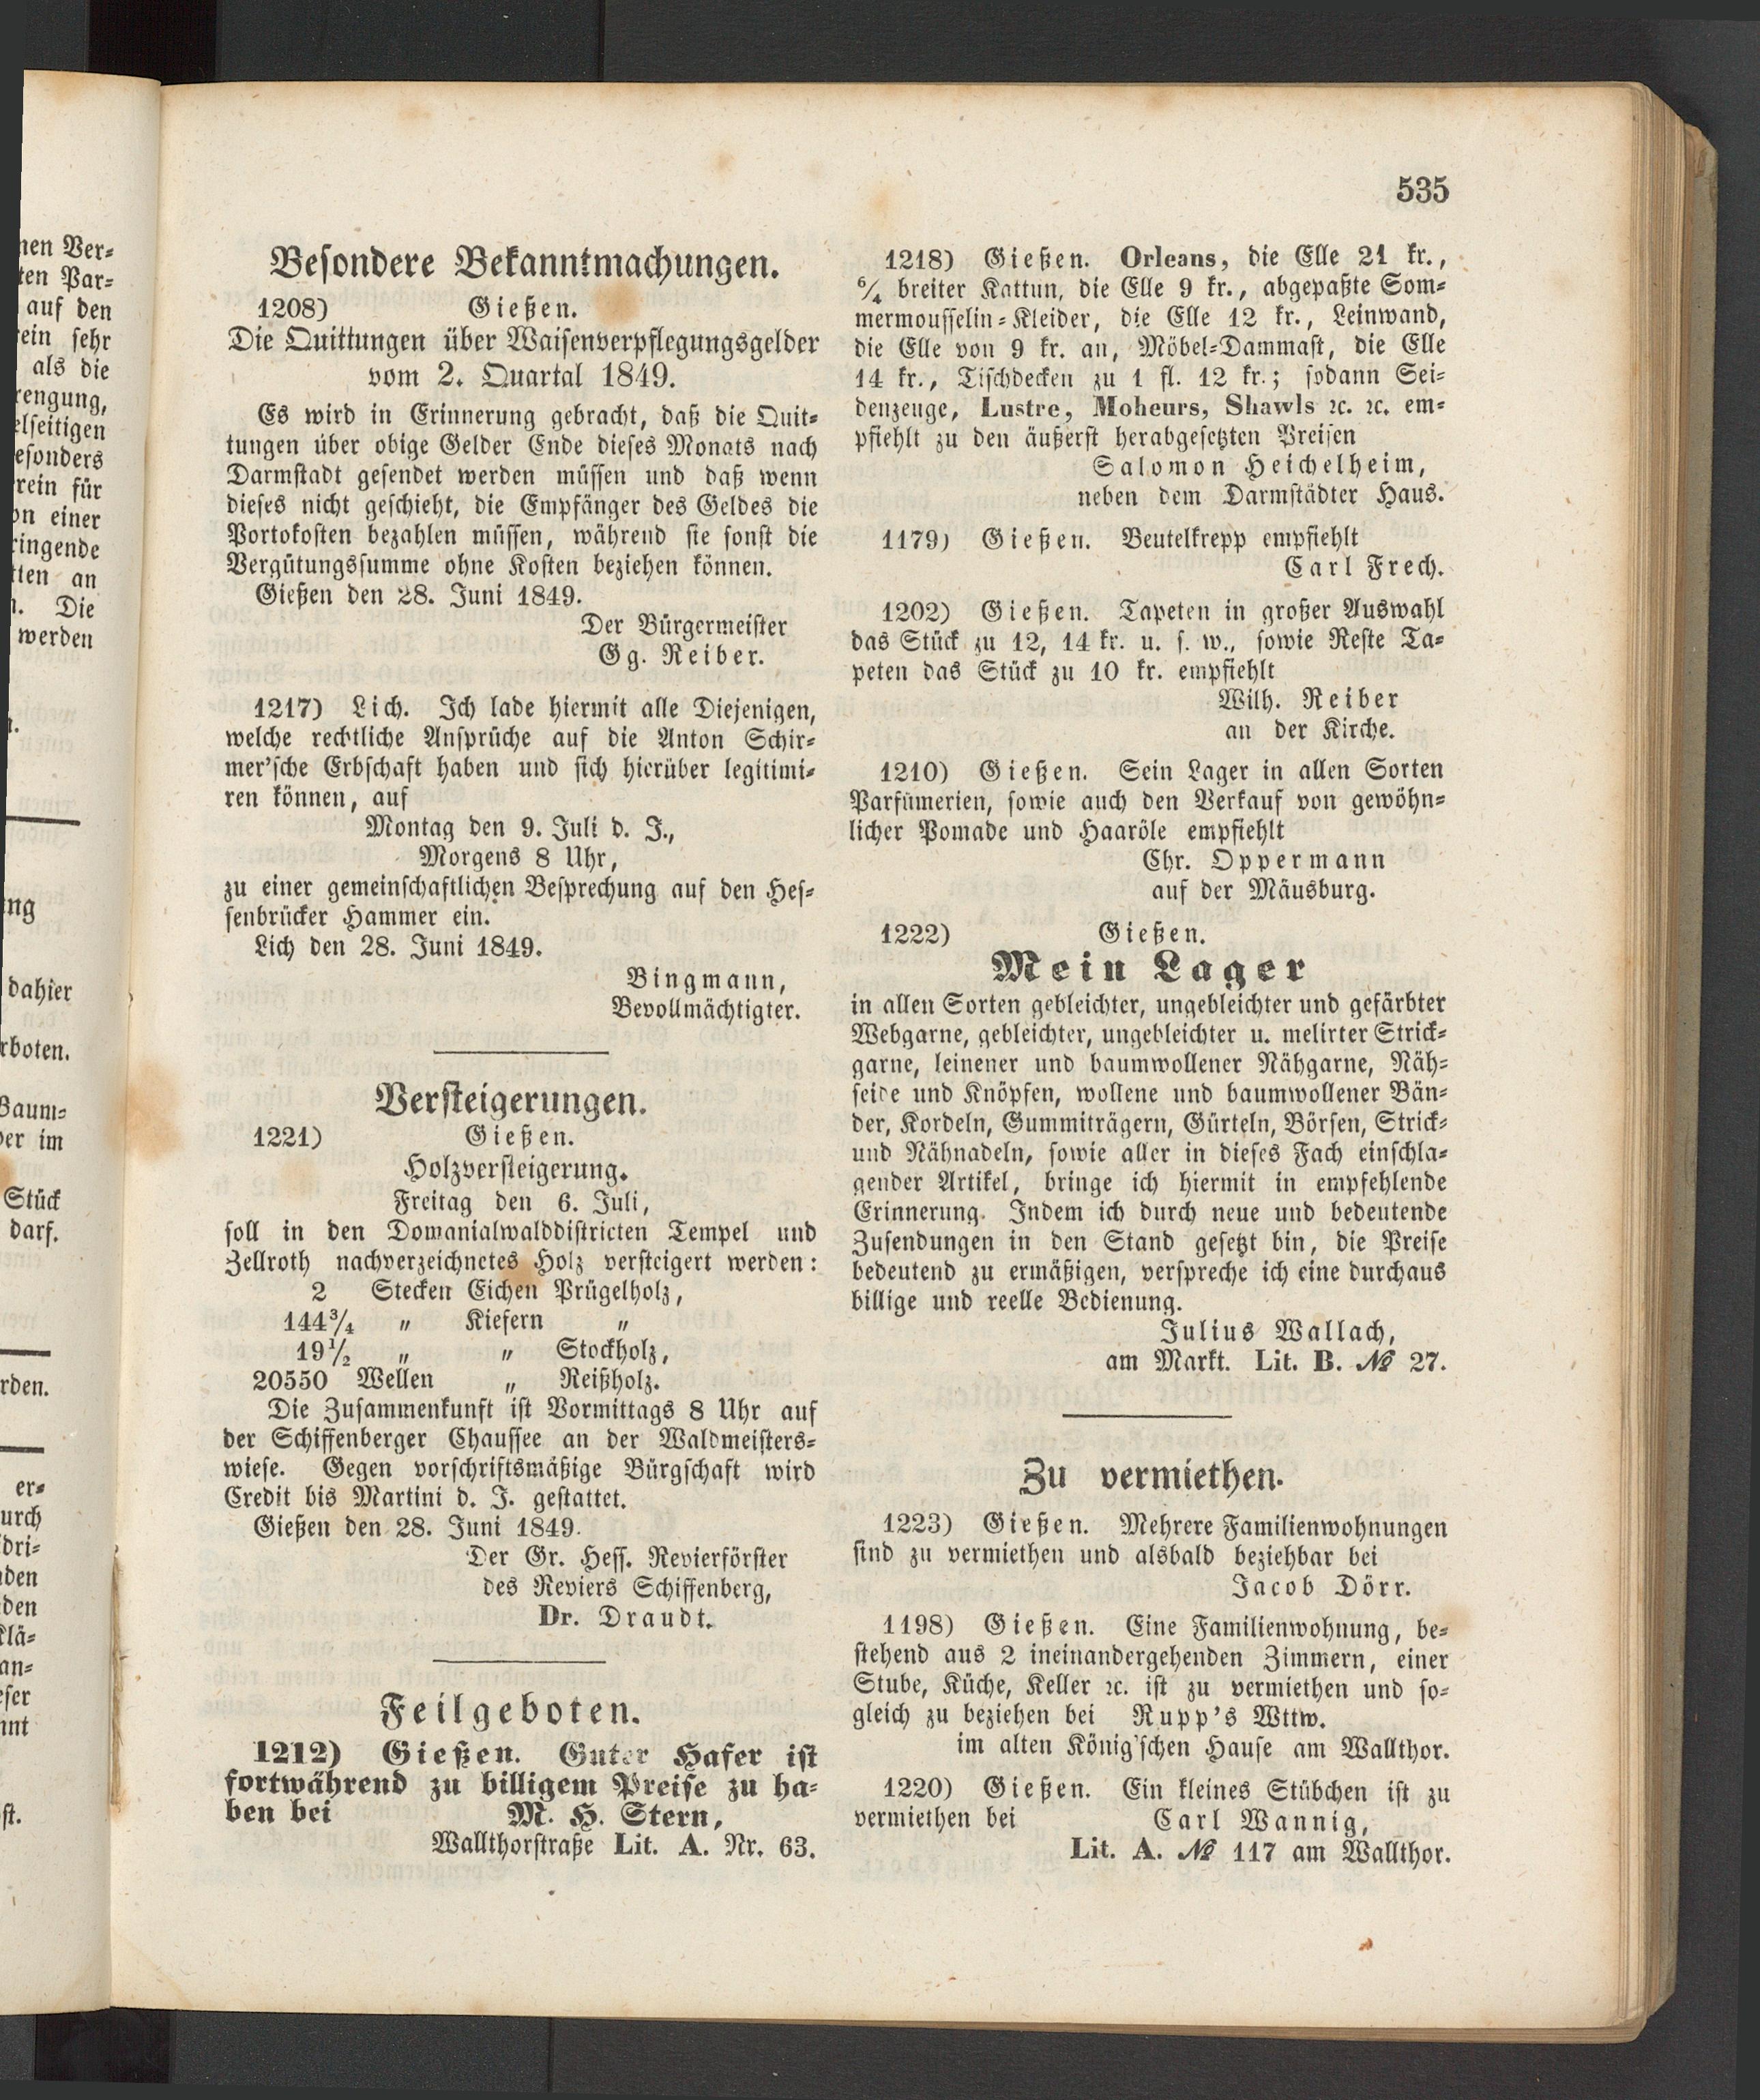 535
Besondere Bekanntmachungen.
1208) Gießen.
Die Quittungen über Waisenverpflegungsgelder
vom 2. Quartal 1849.
Es wird in Erinnerung gebracht, daß die Quit-
tungen über obige Gelder Ende dieses Monats nach
Darmstadt gesendet werden müssen und daß wenn
dieses nicht geschieht, die Empfänger des Geldes die
Portokosten bezahlen müssen, während sie sonst die
Vergütungssumme ohne Kosten beziehen können.
Gießen den 28. Juni 1849.
Der Bürgermeister
Gg. Reiber.
1217) Lich. Ich lade hiermit alle Diejenigen,
welche rechtliche Ansprüche auf die Anton Schir-
mer'sche Erbschaft haben und sich hierüber legitimi-
ren können, auf
Montag den 9. Juli d. J.,
Morgens 8 Uhr,
zu einer gemeinschaftlichen Besprechung auf den Hes-
senbrücker Hammer ein.
Lich den 28. Juni 1849.
Bingmann,
Bevollmächtigter.
Versteigerungen.
1221) Gießen.
Holzversteigerung.
Freitag den 6. Juli,
soll in den Domanialwalddistricten Tempel und
Zellroth nachverzeichnetes Holz versteigert werden:
2 Stecken Eichen Prügelholz,
144¾ „ Kiefern „
19½ „ „ Stockholz,
20550 Wellen „ Reißholz.
Die Zusammenkunft ist Vormittags 8 Uhr auf
der Schiffenberger Chaussee an der Waldmeisters-
wiese. Gegen vorschriftsmäßige Bürgschaft wird
Credit bis Martini d. J. gestattet.
Gießen den 28. Juni 1849.
Der Gr. Hess. Revierförster
des Reviers Schiffenberg,
Dr. Draudt.
Feilgeboten.
1212) Gießen. Guter Hafer ist
fortwährend zu billigem Preise zu ha-
ben bei M. H. Stern,
Wallthorstraße Lit. A. Nr. 63.
1218) Gießen. Orleans, die Elle 21 kr.,
6/4 breiter Kattun, die Elle 9 kr., abgepaßte Som-
mermousselin-Kleider, die Elle 12 kr., Leinwand,
die Elle von 9 kr. an, Möbel-Dammast, die Elle
14 kr., Tischdecken zu 1 fl. 12 kr.; sodann Sei-
denzeuge, Lustre, Moheurs, Shawls ꝛc. ꝛc. em-
pfiehlt zu den äußerst herabgesetzten Preisen
Salomon Heichelheim,
neben dem Darmstädter Haus.
1179) Gießen. Beutelkrepp empfiehlt
Carl Frech.
1202) Gießen. Tapeten in großer Auswahl
das Stück zu 12, 14 kr. u. s. w., sowie Reste Ta-
peten das Stück zu 10 kr. empfiehlt
Wilh. Reiber
an der Kirche.
1210) Gießen. Sein Lager in allen Sorten
Parfümerien, sowie auch den Verkauf von gewöhn-
licher Pomade und Haaröle empfiehlt
Chr. Oppermann
auf der Mäusburg.
1222) Gießen.
Mein Lager
in allen Sorten gebleichter, ungebleichter und gefärbter
Webgarne, gebleichter, ungebleichter u. melirter Strick-
garne, leinener und baumwollener Nähgarne, Näh-
seide und Knöpfen, wollene und baumwollener Bän-
der, Kordeln, Gummiträgern, Gürteln, Börsen, Strick-
und Nähnadeln, sowie aller in dieses Fach einschla-
gender Artikel, bringe ich hiermit in empfehlende
Erinnerung. Indem ich durch neue und bedeutende
Zusendungen in den Stand gesetzt bin, die Preise
bedeutend zu ermäßigen, verspreche ich eine durchaus
billige und reelle Bedienung.
Julius Wallach,
am Markt. Lit. B. № 27.
Zu vermiethen.
1223) Gießen. Mehrere Familienwohnungen
sind zu vermiethen und alsbald beziehbar bei
Jacob Dörr.
1198) Gießen. Eine Familienwohnung, be-
stehend aus 2 ineinandergehenden Zimmern, einer
Stube, Küche, Keller ꝛc. ist zu vermiethen und so-
gleich zu beziehen bei Rupp's Wttw.
im alten König'schen Hause am Wallthor.
1220) Gießen. Ein kleines Stübchen ist zu
vermiethen bei Carl Wannig,
Lit. A. № 117 am Wallthor.